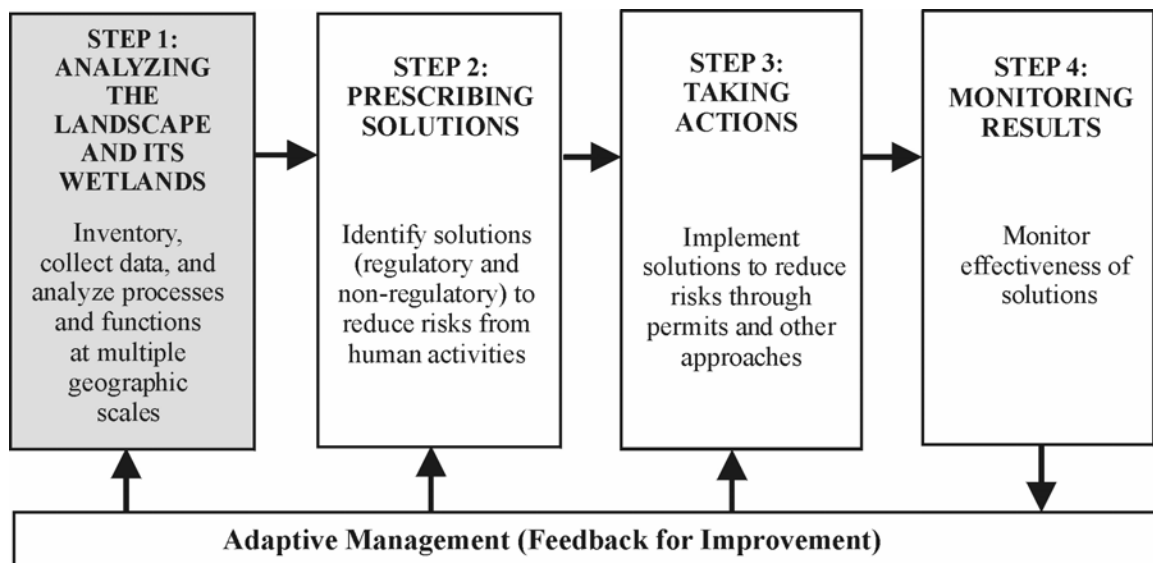 STEP 1:
ANALYZING
THE
LANDSCAPE
AND ITS
WETLANDS
Inventory,
collect data, and
analyze processes
and functions
at multiple
geographic
scales
STEP 2:
PRESCRIBING
SOLUTIONS
Identify solutions
(regulatory and
non-regulatory) to
reduce risks from
human activities
STEP 3:
TAKING
ACTIONS
Implement
solutions to reduce
risks through
permits and other
approaches
STEP 4:
MONITORING
RESULTS
Monitor
effectiveness of
solutions
Adaptive Management (Feedback for Improvement)